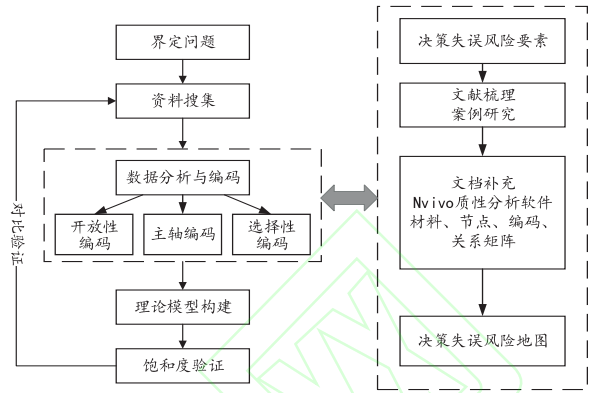 界定问题
资料搜集
数据分析与编码
开放性
编码
主轴编码
选择性
编码
理论模型构建
饱和度验证
对比验证
决策失误风险要素
文献梳理
案例研究
文档补充
Nvivo质性分析软件
材料、节点、编码、
关系矩阵
决策失误风险地图